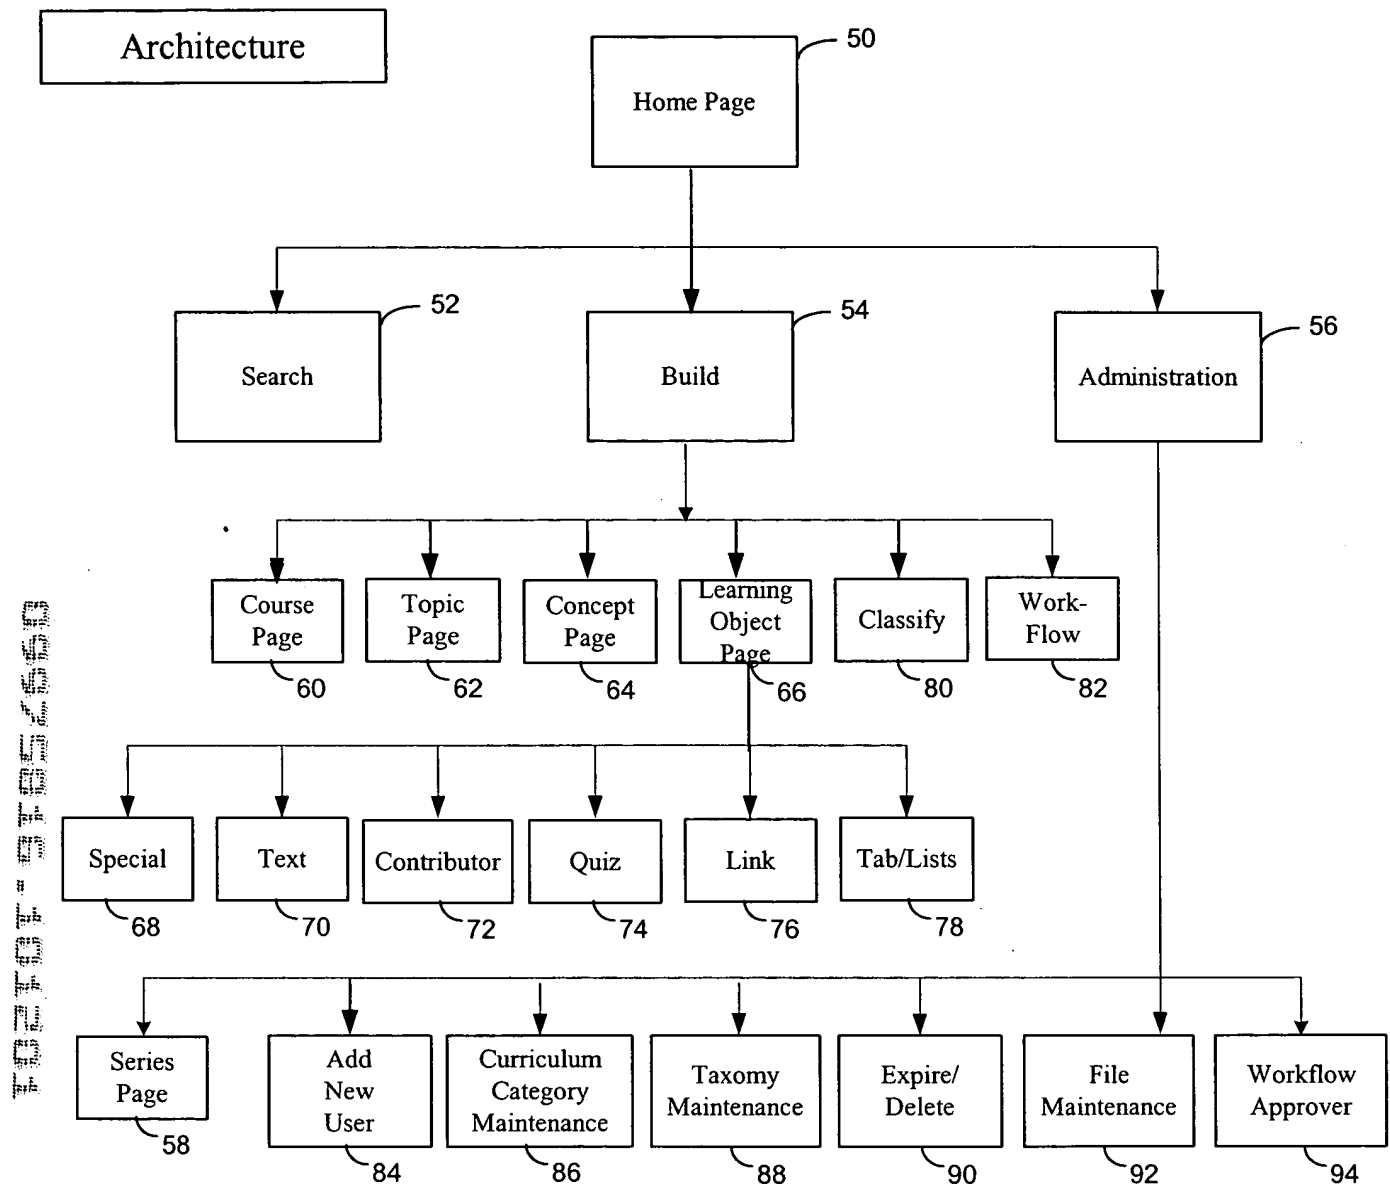 Architecture
50
Home Page
52
54
56
Search
Build
Administration
Course
Page
Topic
Page
Concept
Page
Learning
Object
Page
Classify
Work-
Flow
60
62
64
66
80
82
Special
Text
Contributor
Quiz
Link
Tab/Lists
68
70
72
74
76
78
Series
Page
Add
New
User
Curriculum
Category
Maintenance
Taxomy
Maintenance
Expire/
Delete
File
Maintenance
Workflow
Approver
58
84
86
88
90
92
94